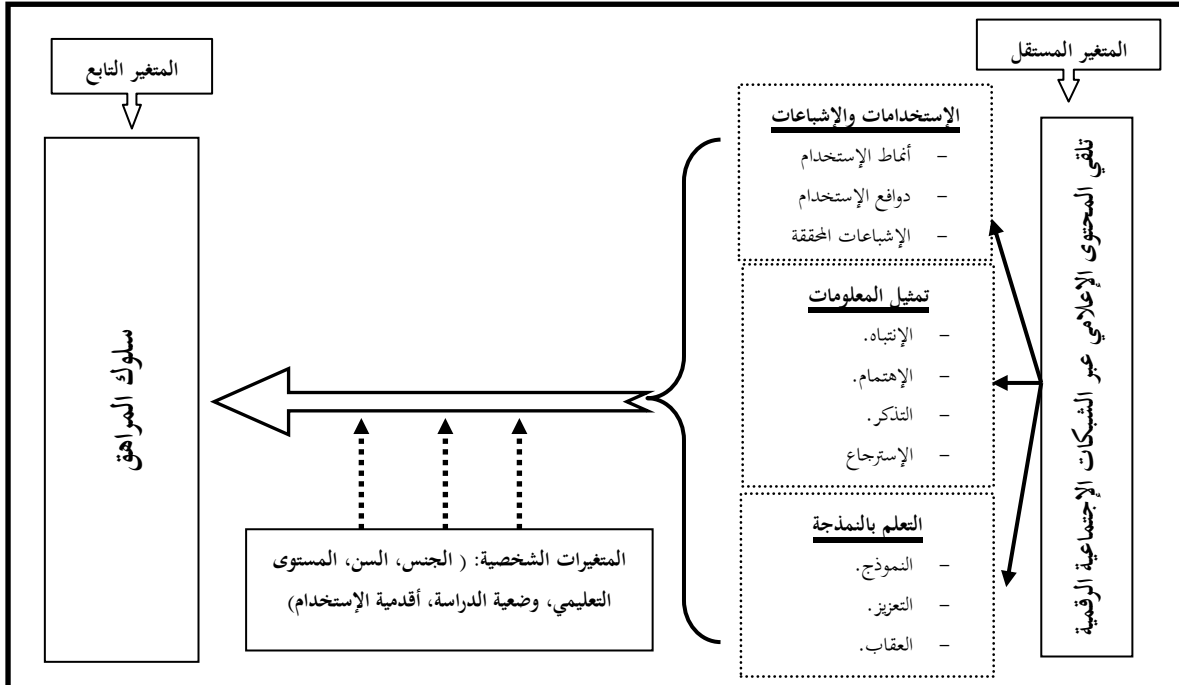 المتغير المستقل
المتغير التابع
تلقي المحتوى الإعلامي عبر الشبكات الإجتماعية الرقمية
الإستخدامات والإشباعات
- أنماط الإستخدام
- دوافع الإستخدام
- الإشباعات المحققة
تمثيل المعلومات
- الإنتباه.
- الإهتمام.
- التذكر.
- الإسترجاع
التعلم بالنمذجة
- النموذج.
- التعزيز.
- العقاب.
سلوك المراهق
المتغيرات الشخصية: ( الجنس، السن، المستوى
التعليمي، وضعية الدراسة، أقدمية الإستخدام)